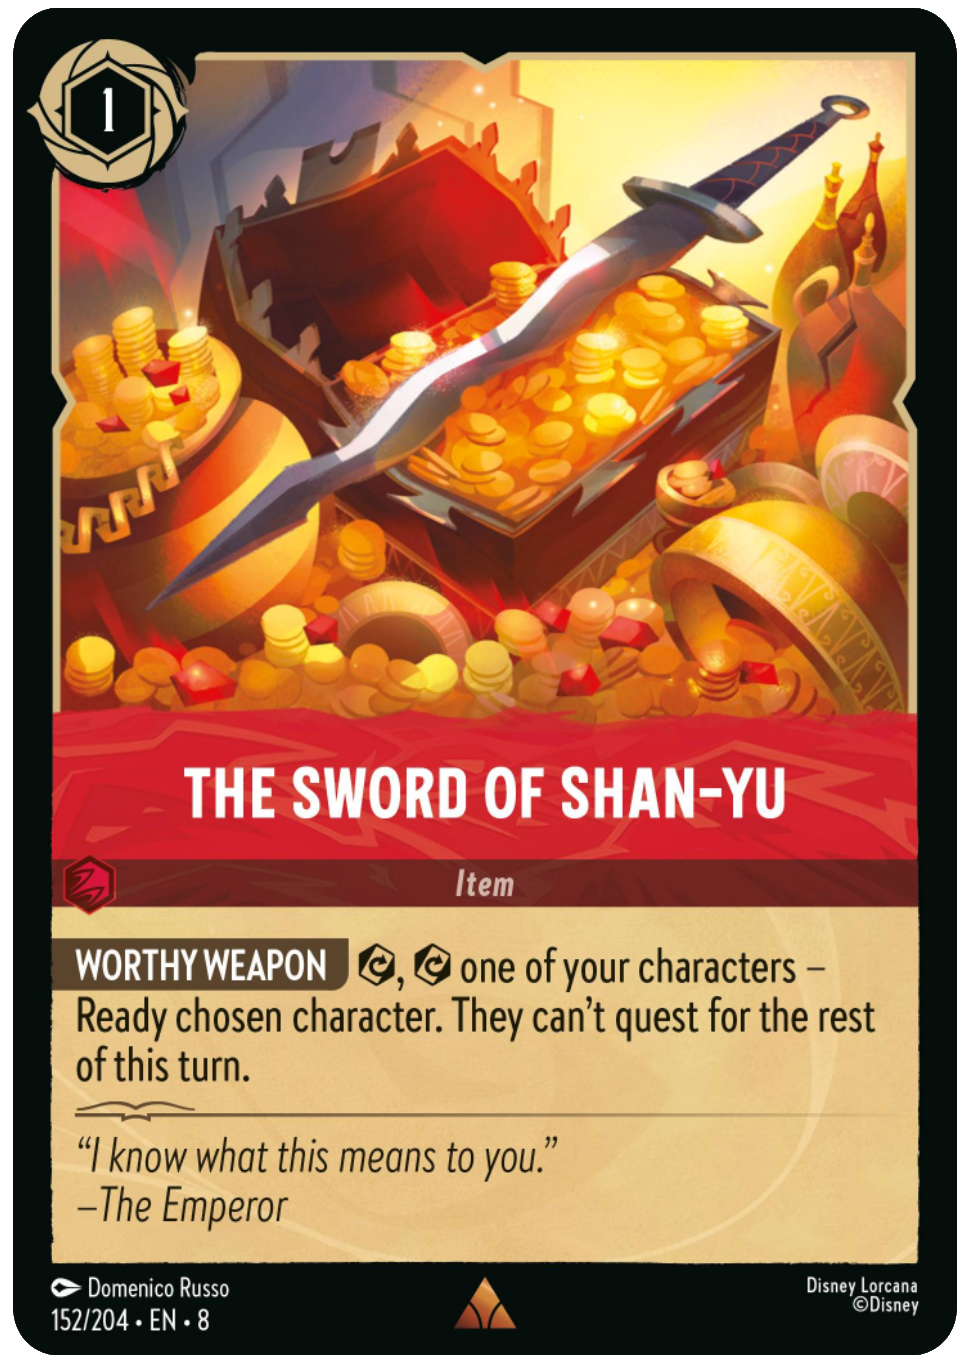 1
THE SWORD OF SHAN-YU
Item
WORTHY WEAPON , one of your characters –
Ready chosen character. They can't quest for the rest
of this turn.
“I know what this means to you.”
–The Emperor
Domenico Russo
152/204 • EN • 8
Disney Lorcana
©Disney